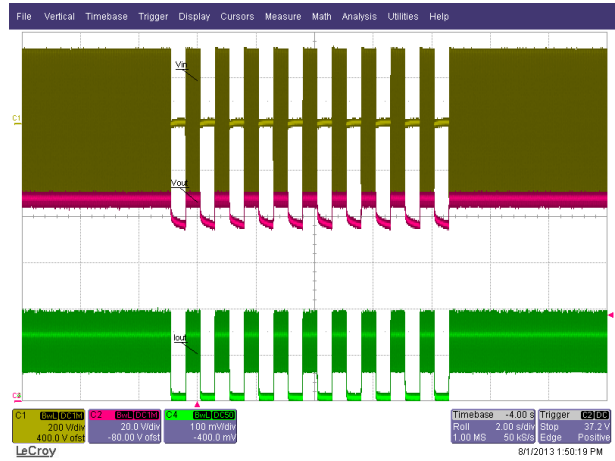 File Vertical Timebase Trigger Display Cursors Measure Math Analysis Utilities Help
Vin
C1
Vout
Iout
C1 BwL DC1M C2 BwL DC1M C4 BwL DC50 Timebase -4.00 s Trigger C2 DC
200 V/div 20.0 V/div 100 mV/div Roll 2.00 s/div Stop 37.2 V
400.0 V ofst -80.00 V ofst -400.0 mV 1.00 MS 50 kS/s Edge Positive
LeCroy 8/1/2013 1:50:19 PM